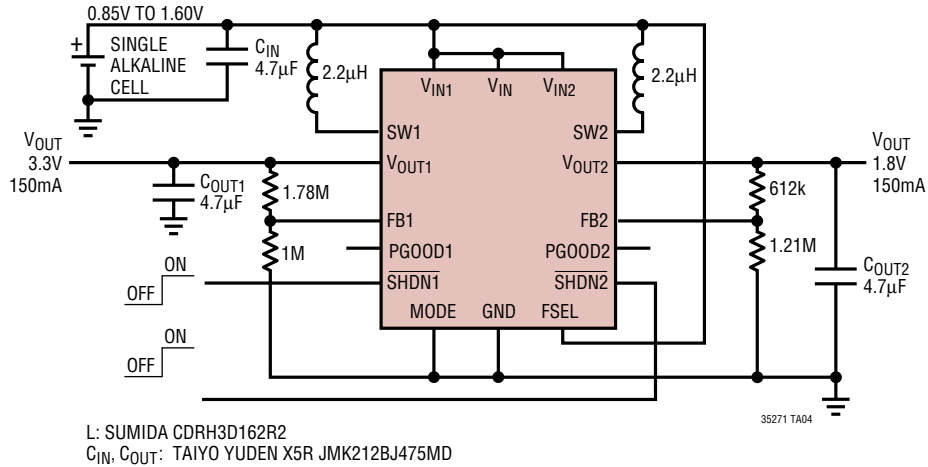 0.85V TO 1.60V
+
SINGLE
ALKALINE
CELL
CIN
4.7µF
2.2µH
2.2µH
VIN1
VIN
VIN2
SW1
SW2
VOUT
3.3V
150mA
VOUT1
VOUT2
VOUT
1.8V
150mA
COUT1
4.7µF
1.78M
612k
FB1
FB2
1M
1.21M
PGOOD1
PGOOD2
COUT2
4.7µF
ON
OFF
SHDN1
SHDN2
MODE
GND
FSEL
ON
OFF
35271 TA04
L: SUMIDA CDRH3D162R2
CIN, COUT: TAIYO YUDEN X5R JMK212BJ475MD